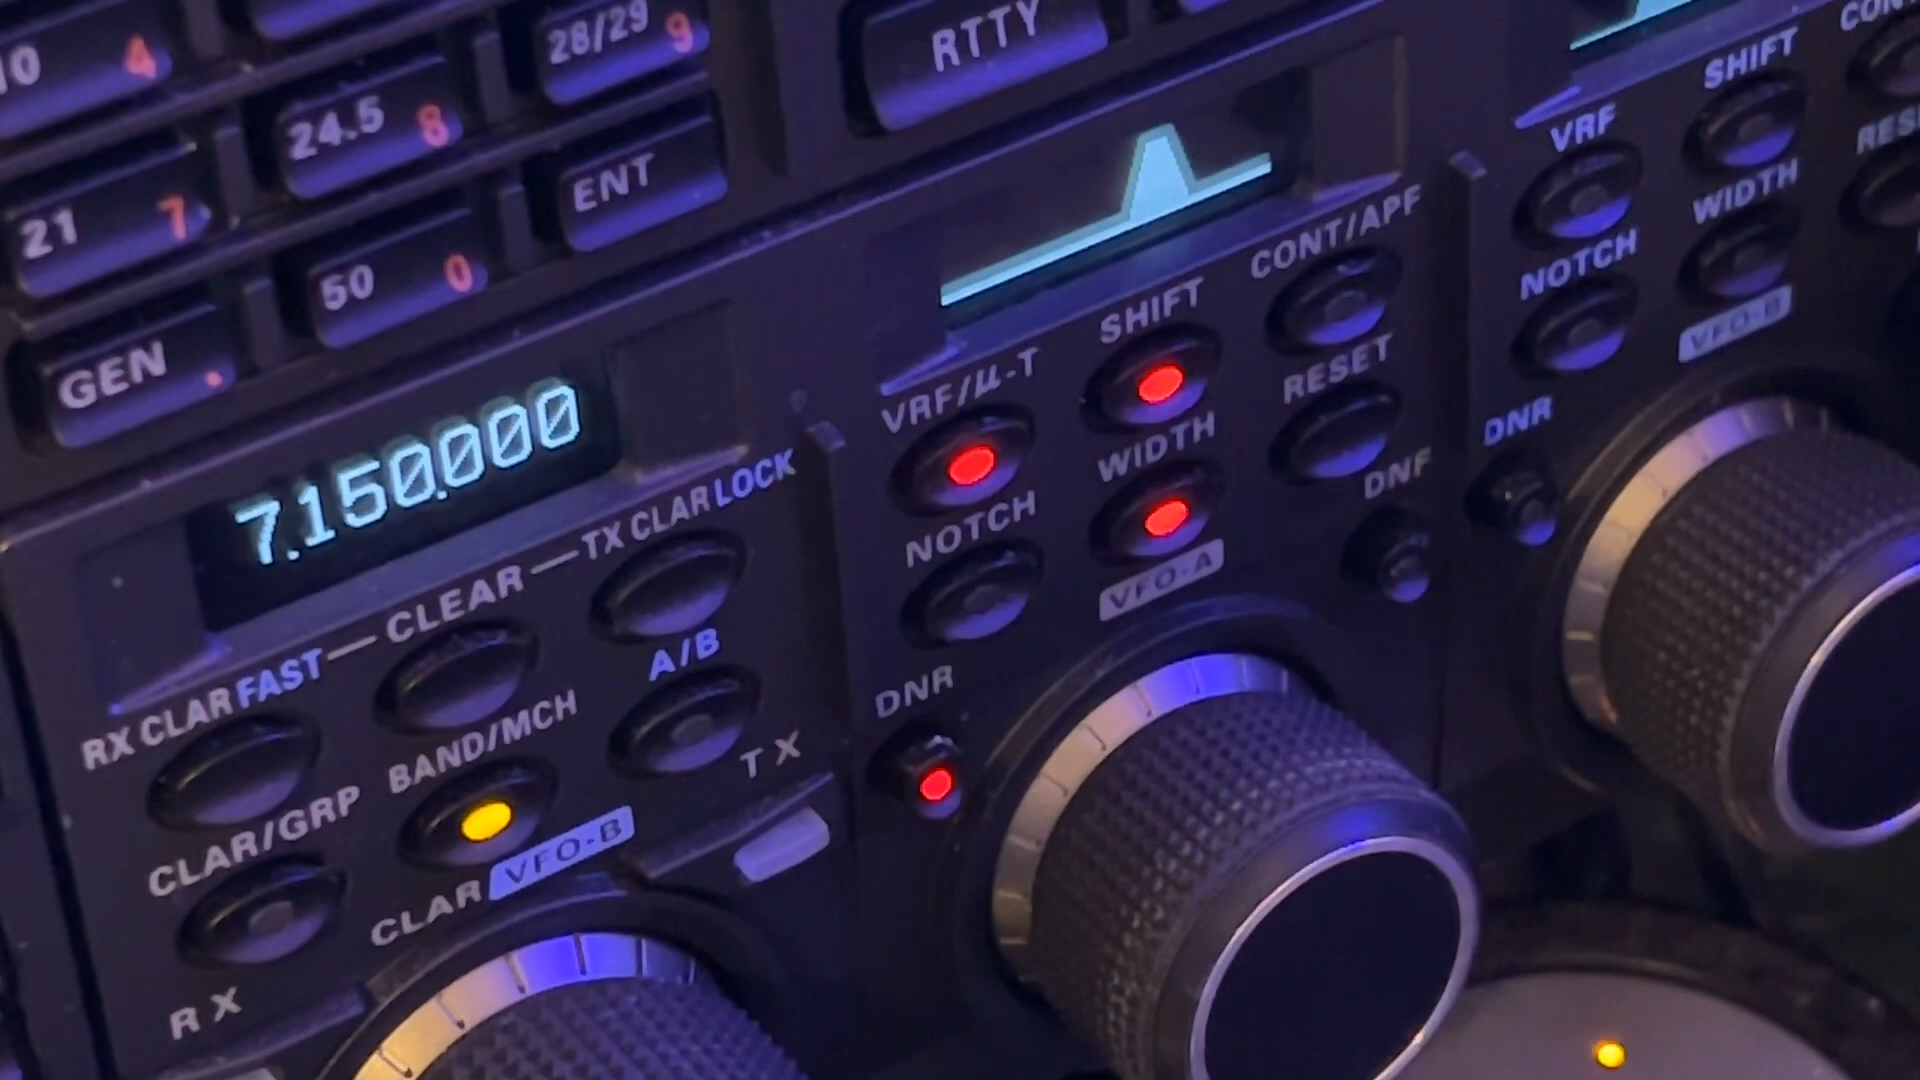 10 4
28/29 9
RTTY
24.5 8
21 7
ENT
50 0
GEN .
7.150.000
RX CLAR FAST — CLEAR — TX CLAR LOCK
A/B
BAND/MCH
CLAR/GRP
TX
CLAR VFO-B
RX
SHIFT
CONT/APF
VRF/μ-T
RESET
WIDTH
NOTCH
DNF
VFO-A
DNR
SHIFT
VRF
WIDTH
NOTCH
VFO-B
DNR